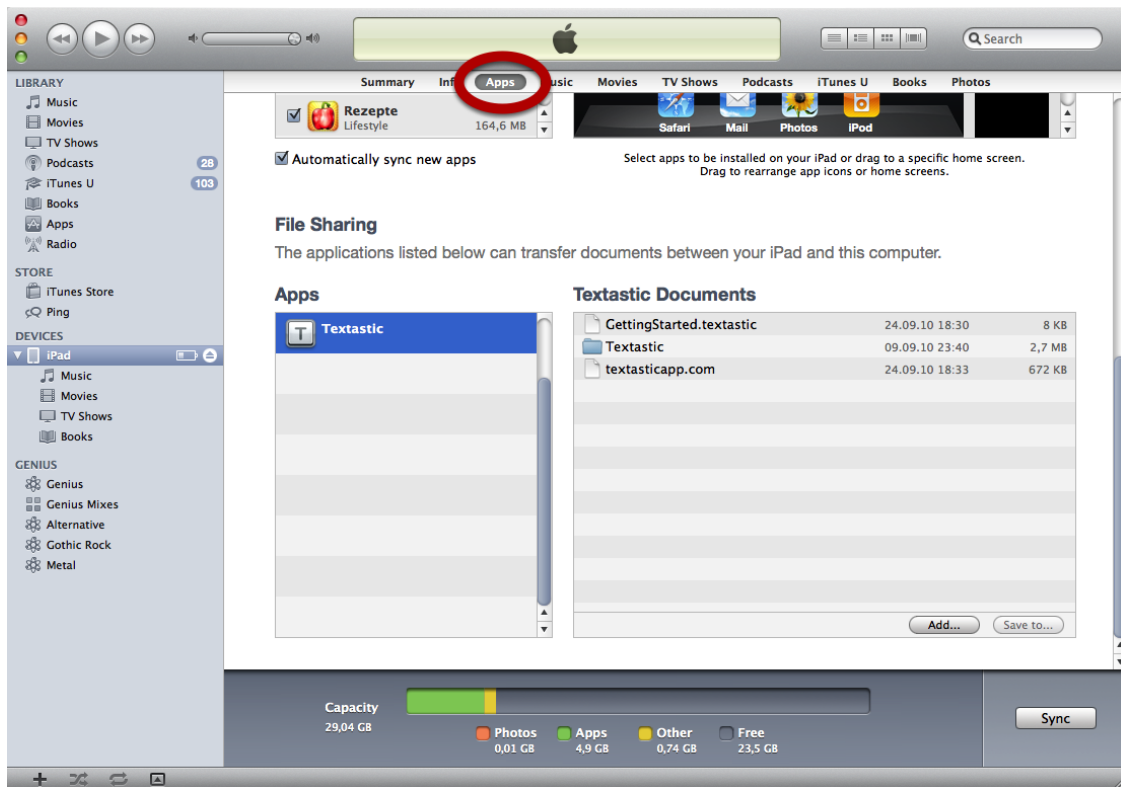 Search
LIBRARY
Music
Movies
TV Shows
Podcasts 28
iTunes U 103
Books
Apps
Radio
STORE
iTunes Store
Ping
DEVICES
iPad
Music
Movies
TV Shows
Books
GENIUS
Genius
Genius Mixes
Alternative
Gothic Rock
Metal
Summary Inf Apps usic Movies TV Shows Podcasts iTunes U Books Photos
Rezepte
Lifestyle 164,6 MB
Safari Mail Photos iPod
Automatically sync new apps
Select apps to be installed on your iPad or drag to a specific home screen.
Drag to rearrange app icons or home screens.
File Sharing
The applications listed below can transfer documents between your iPad and this computer.
Apps
T Textastic
Textastic Documents
GettingStarted.textastic 24.09.10 18:30 8 KB
Textastic 09.09.10 23:40 2,7 MB
textasticapp.com 24.09.10 18:33 672 KB
Add... Save to...
Capacity
29,04 GB
Photos Apps Other Free
0,01 GB 4,9 GB 0,74 GB 23,5 GB
Sync